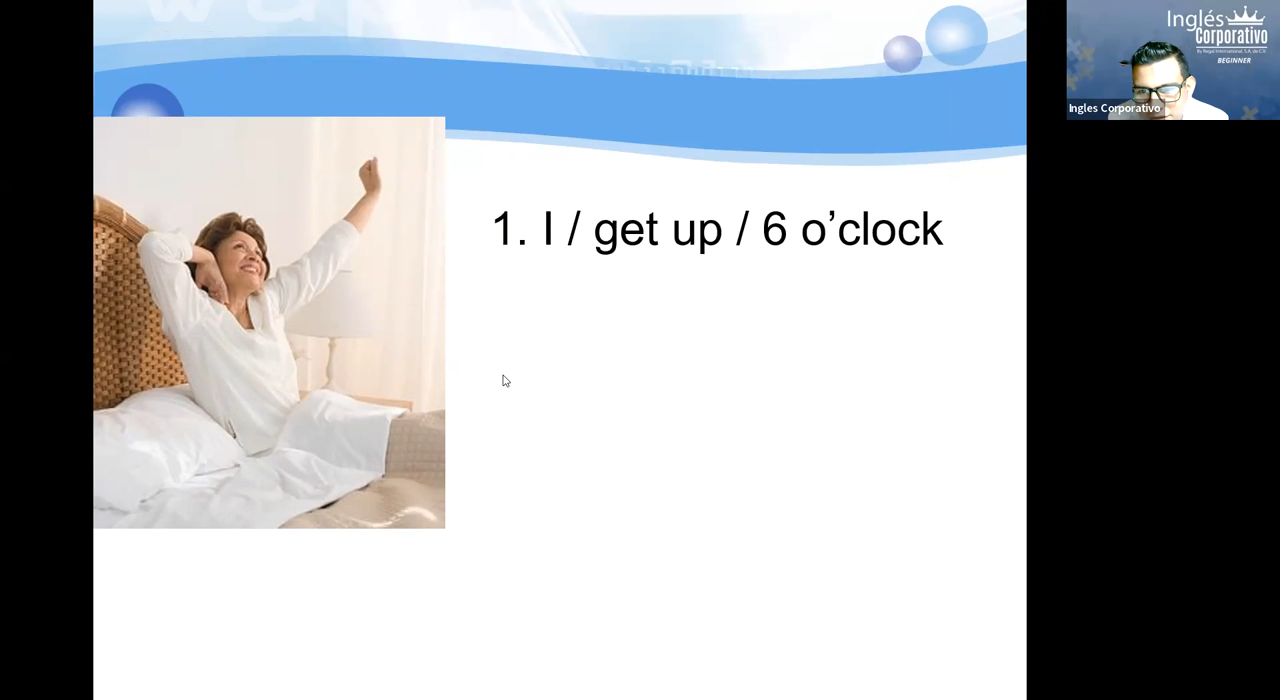 1. I / get up / 6 o’clock
Inglés
Corporativo
BEGINNER
Ingles Corporativo